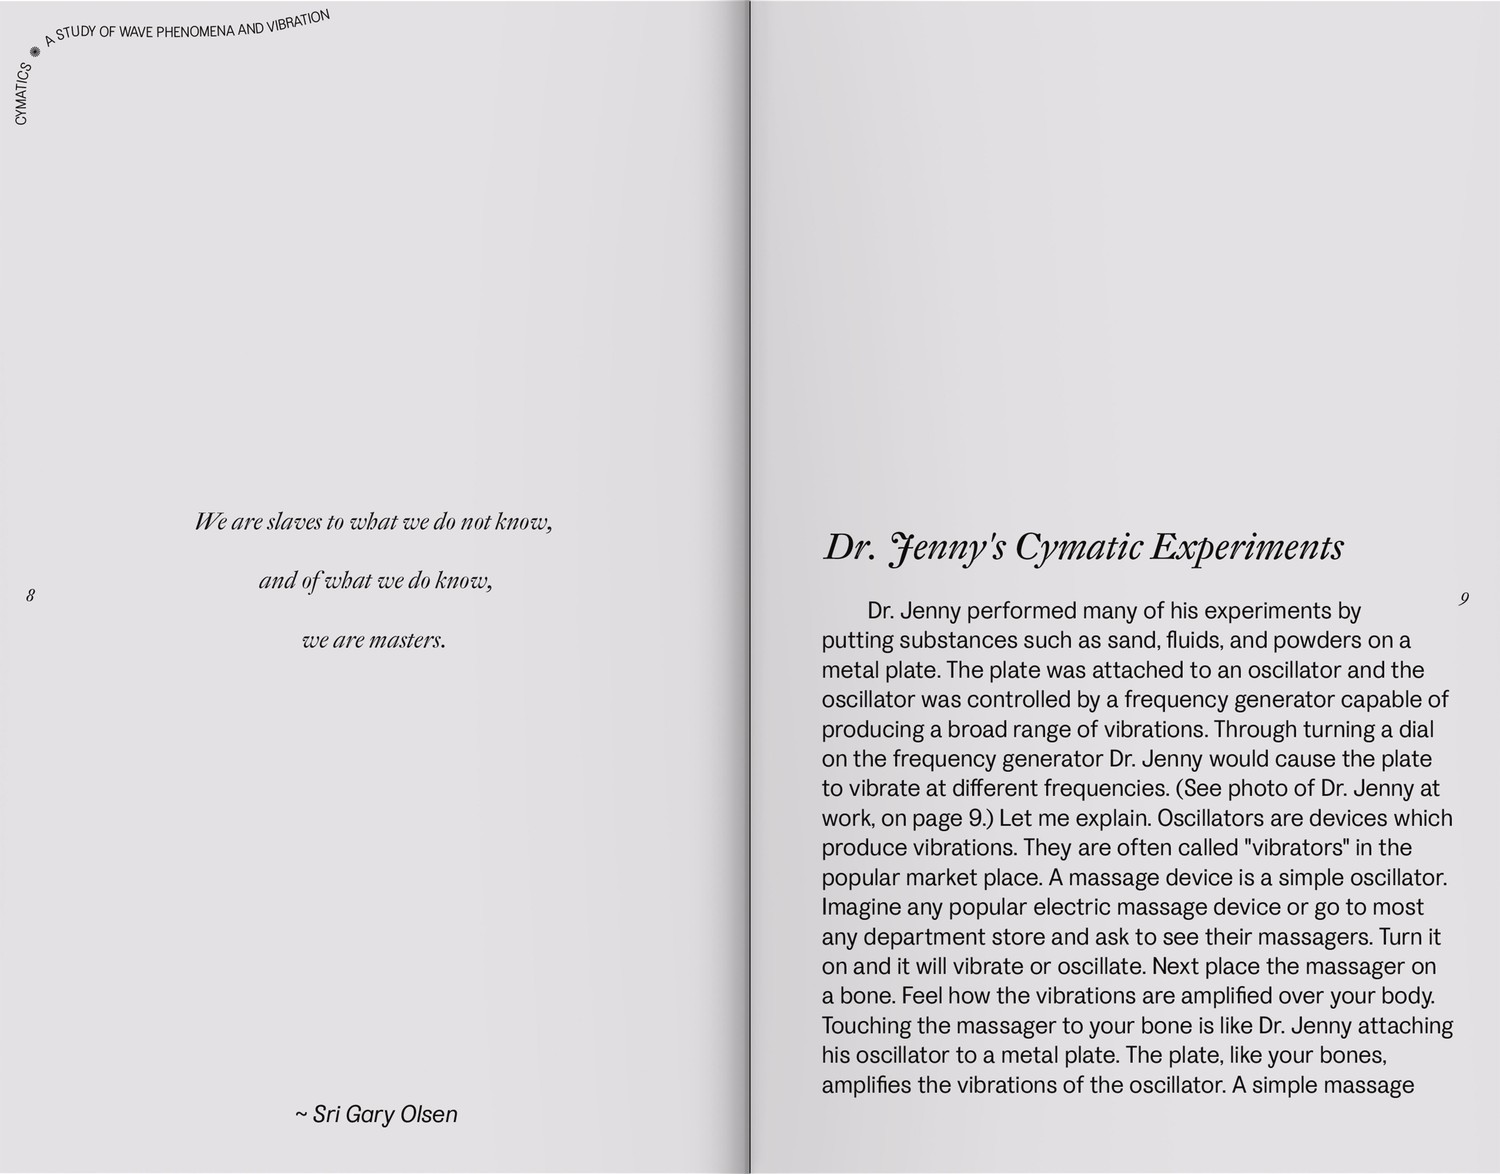 CYMATICS
A STUDY OF WAVE PHENOMENA AND VIBRATION
We are slaves to what we do not know,
and of what we do know,
we are masters.
8
~ Sri Gary Olsen
Dr. Jenny's Cymatic Experiments
9
Dr. Jenny performed many of his experiments by
putting substances such as sand, fluids, and powders on a
metal plate. The plate was attached to an oscillator and the
oscillator was controlled by a frequency generator capable of
producing a broad range of vibrations. Through turning a dial
on the frequency generator Dr. Jenny would cause the plate
to vibrate at different frequencies. (See photo of Dr. Jenny at
work, on page 9.) Let me explain. Oscillators are devices which
produce vibrations. They are often called "vibrators" in the
popular market place. A massage device is a simple oscillator.
Imagine any popular electric massage device or go to most
any department store and ask to see their massagers. Turn it
on and it will vibrate or oscillate. Next place the massager on
a bone. Feel how the vibrations are amplified over your body.
Touching the massager to your bone is like Dr. Jenny attaching
his oscillator to a metal plate. The plate, like your bones,
amplifies the vibrations of the oscillator. A simple massage